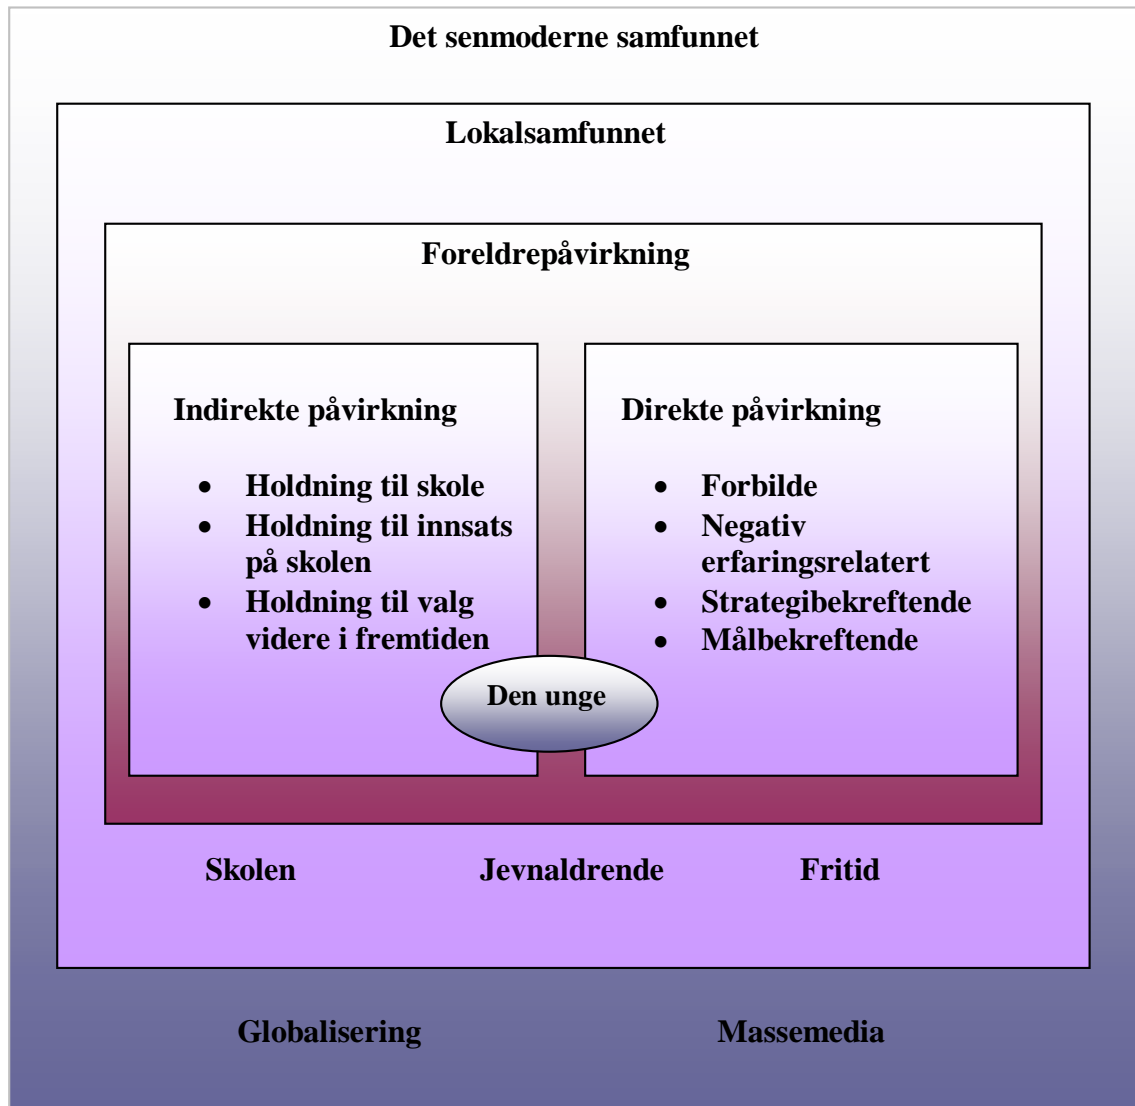 Det senmoderne samfunnet
Lokalsamfunnet
Foreldrepåvirkning
Indirekte påvirkning
• Holdning til skole
• Holdning til innsats
på skolen
• Holdning til valg
videre i fremtiden
Direkte påvirkning
• Forbilde
• Negativ
erfaringsrelatert
• Strategibekreftende
• Målbekreftende
Den unge
Skolen Jevnaldrende Fritid
Globalisering Massemedia